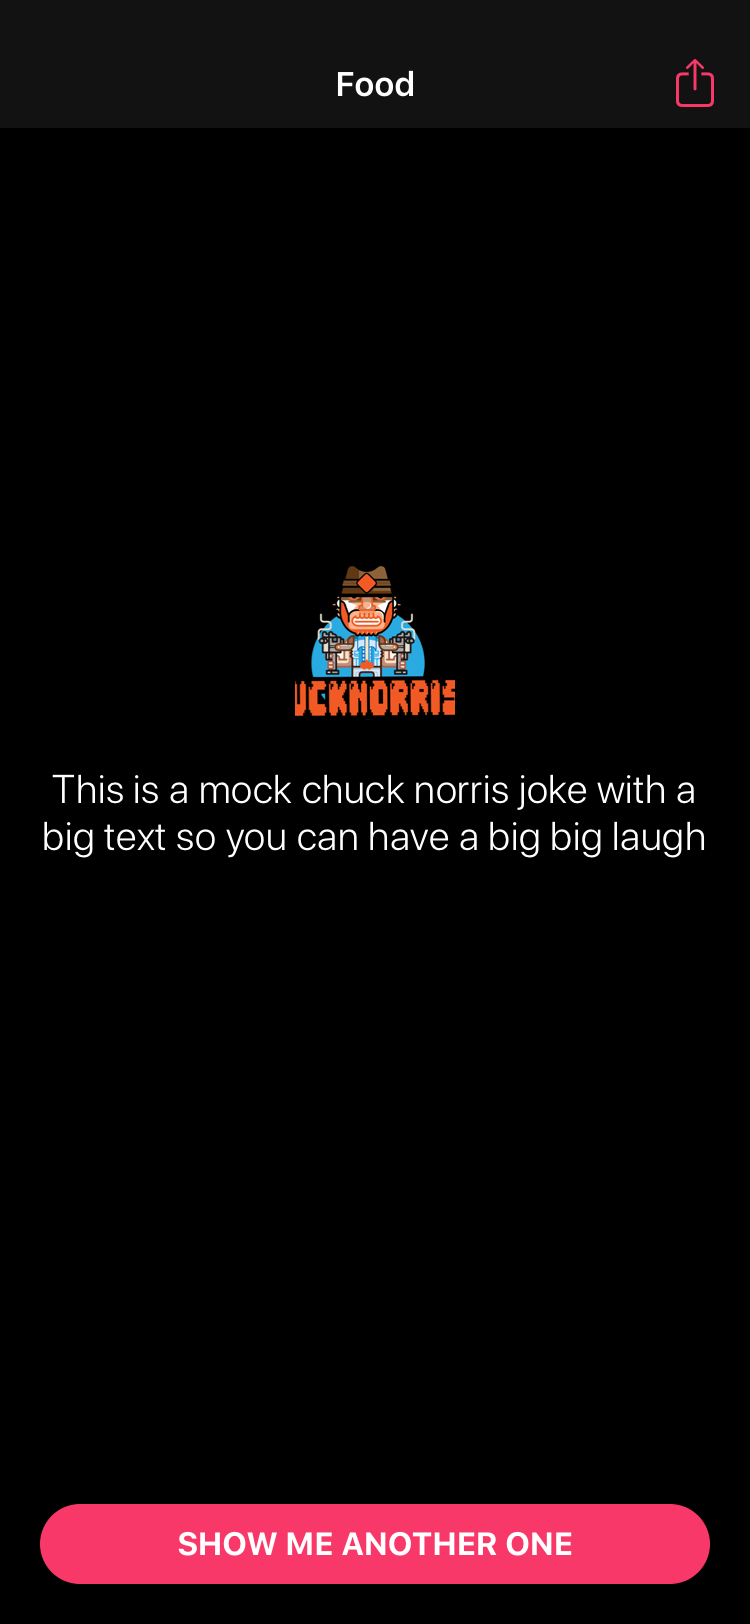 Food
UCKNORRIS
This is a mock chuck norris joke with a
big text so you can have a big big laugh
SHOW ME ANOTHER ONE